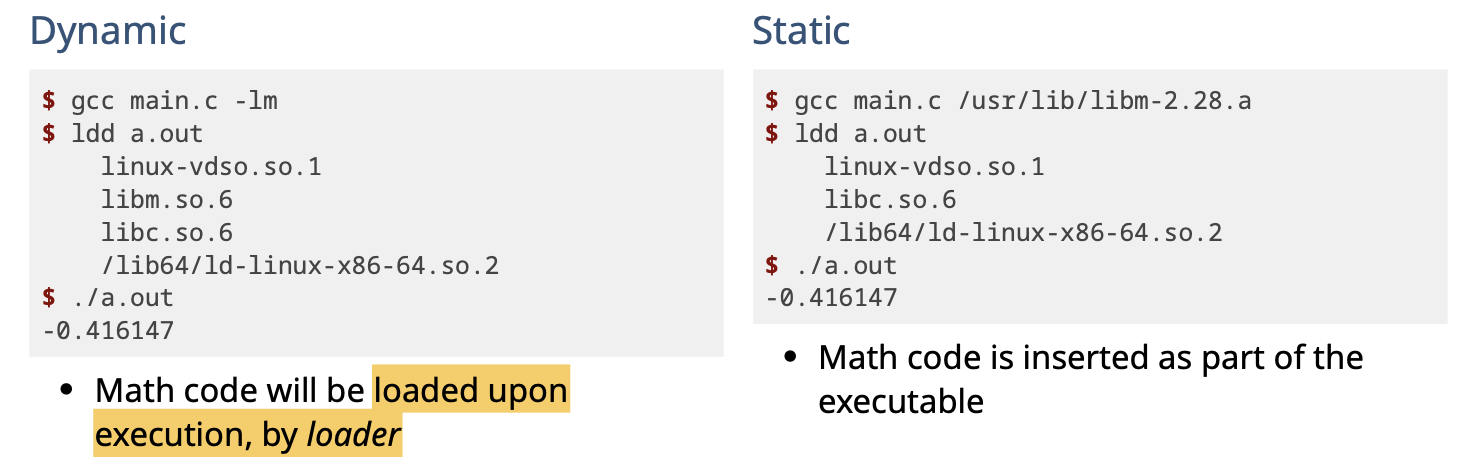 Dynamic
$ gcc main.c -lm
$ ldd a.out
linux-vdso.so.1
libm.so.6
libc.so.6
/lib64/ld-linux-x86-64.so.2
$ ./a.out
-0.416147
• Math code will be loaded upon
execution, by loader
Static
$ gcc main.c /usr/lib/libm-2.28.a
$ ldd a.out
linux-vdso.so.1
libc.so.6
/lib64/ld-linux-x86-64.so.2
$ ./a.out
-0.416147
• Math code is inserted as part of the
executable